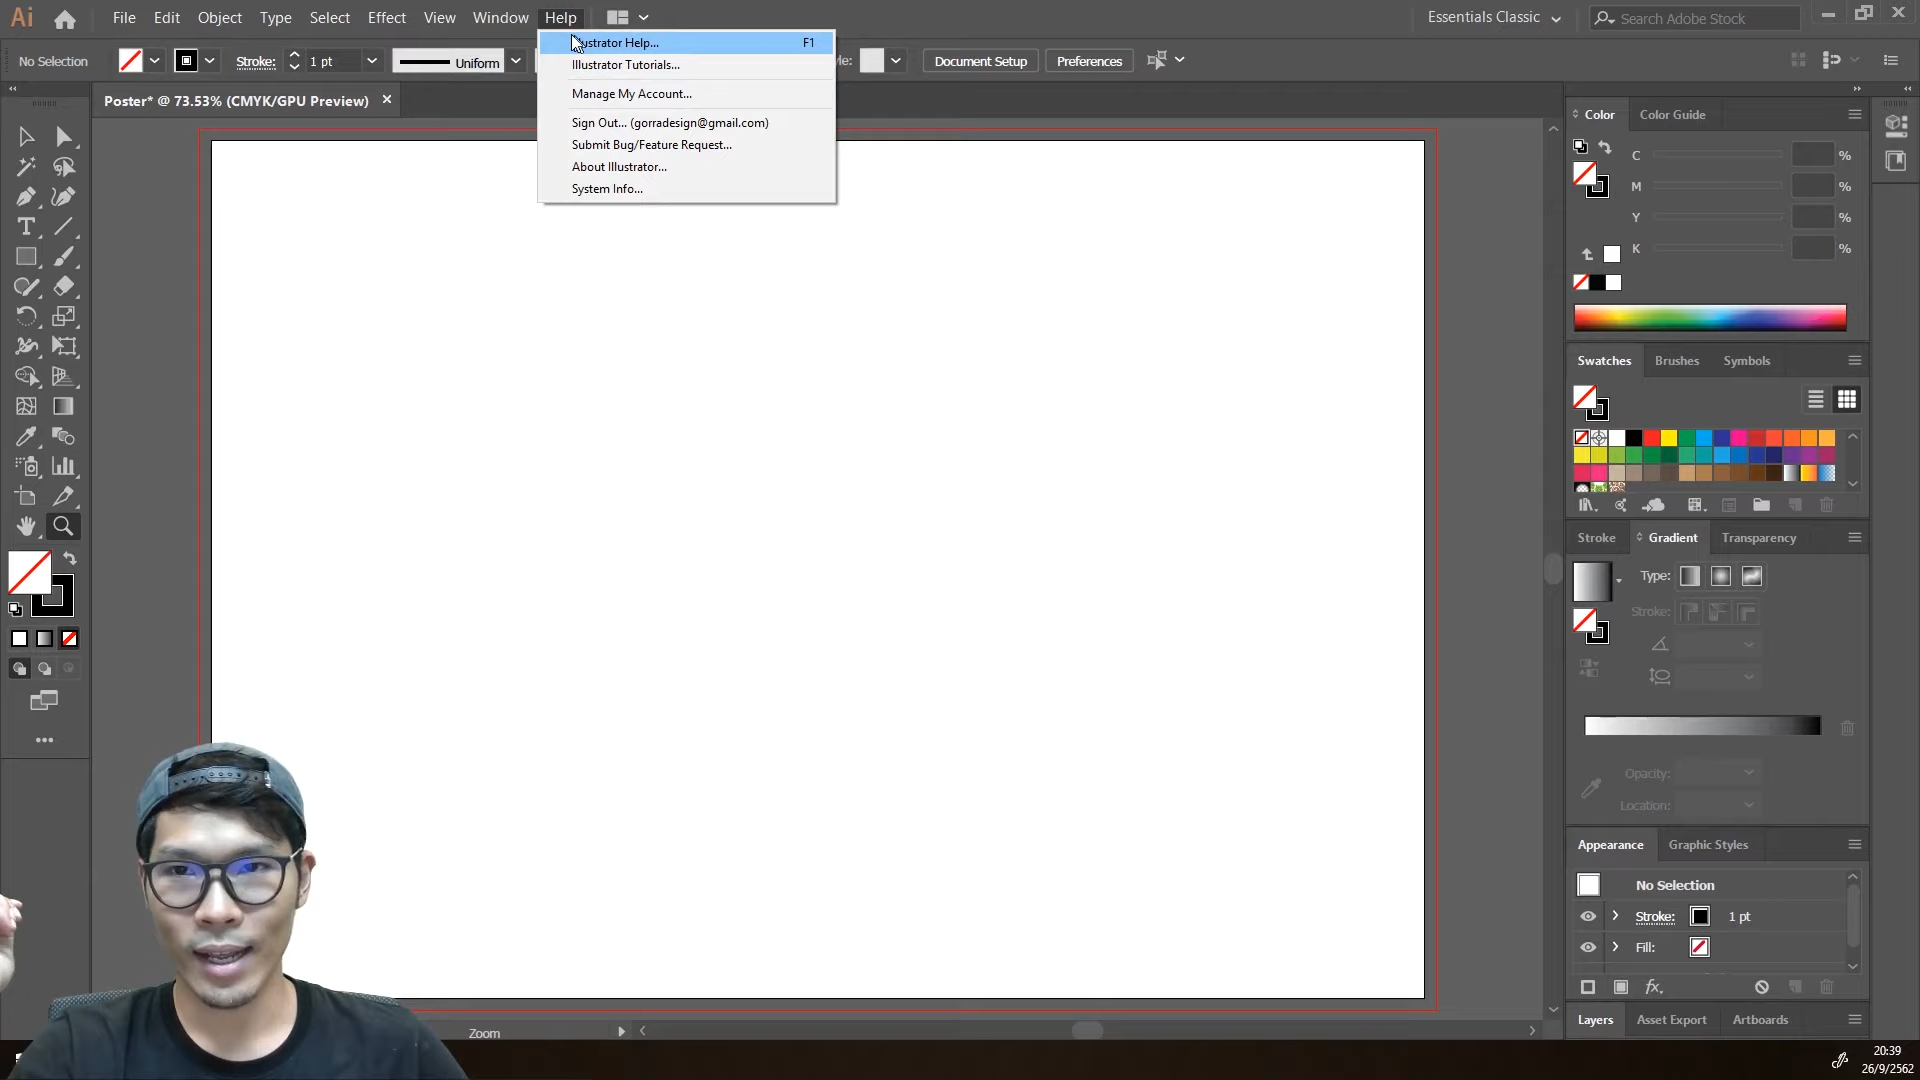 Ai File Edit Object Type Select Effect View Window Help Essentials Classic Search Adobe Stock
No Selection Stroke: 1 pt Uniform Document Setup Preferences
Poster* @ 73.53% (CMYK/GPU Preview) ×
Illustrator Help... F1
Illustrator Tutorials...
Manage My Account...
Sign Out... (gorradesign@gmail.com)
Submit Bug/Feature Request...
About Illustrator...
System Info...
Color Color Guide
C %
M %
Y %
K %
Swatches Brushes Symbols
Stroke Gradient Transparency
Type:
Stroke:
Opacity:
Location:
Appearance Graphic Styles
No Selection
Stroke: 1 pt
Fill:
fx
Layers Asset Export Artboards
Zoom
20:39
26/9/2562